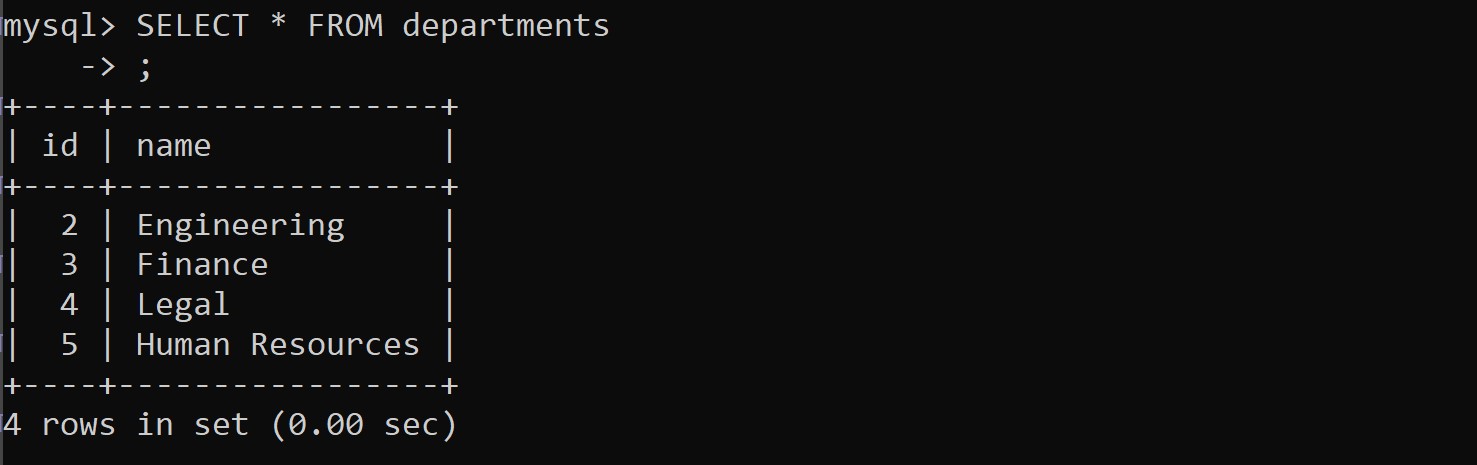 mysql> SELECT * FROM departments
    -> ;
+----+-----------------+
| id | name            |
+----+-----------------+
|  2 | Engineering     |
|  3 | Finance         |
|  4 | Legal           |
|  5 | Human Resources |
+----+-----------------+
4 rows in set (0.00 sec)